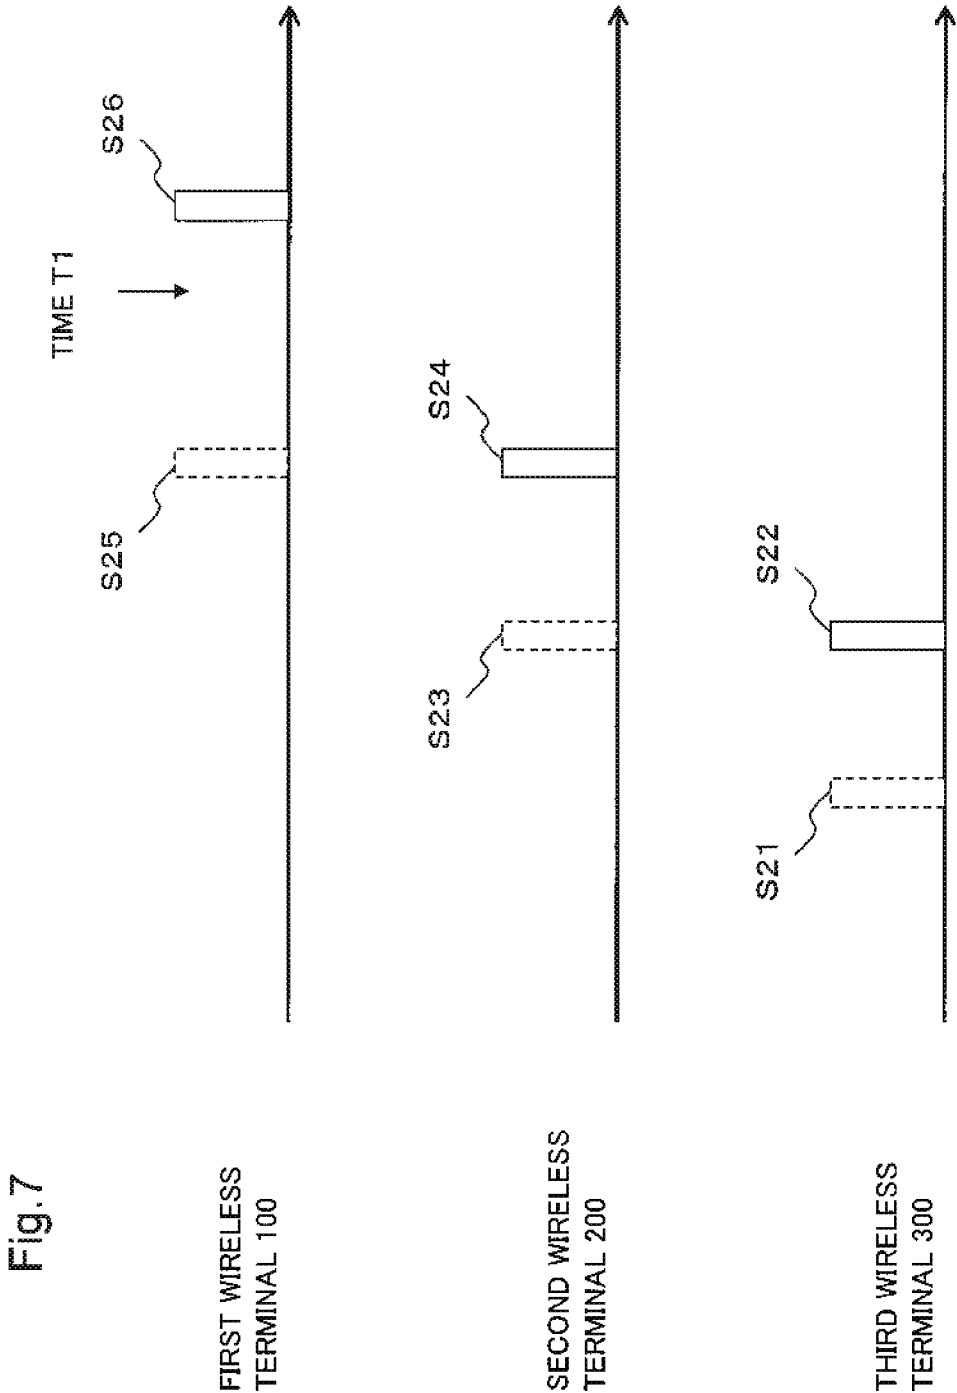 Fig.7
TIME T1
S25
S26
FIRST WIRELESS
TERMINAL 100
S23
S24
SECOND WIRELESS
TERMINAL 200
S21
S22
THIRD WIRELESS
TERMINAL 300